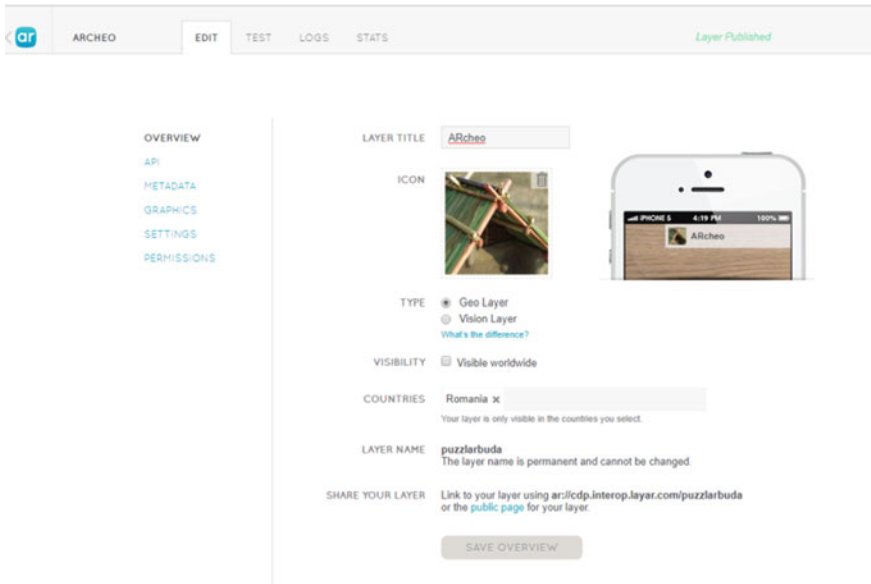 ar ARCHEO EDIT TEST LOGS STATS Layer Published
OVERVIEW
API
METADATA
GRAPHICS
SETTINGS
PERMISSIONS
LAYER TITLE ARcheo
ICON
IPHONE 5 4:19 PM 100%
ARcheo
TYPE Geo Layer
Vision Layer
What's the difference?
VISIBILITY Visible worldwide
COUNTRIES Romania x
Your layer is only visible in the countries you select.
LAYER NAME puzzlarbuda
The layer name is permanent and cannot be changed.
SHARE YOUR LAYER Link to your layer using ar://cdp.interop.layar.com/puzzlarbuda
or the public page for your layer.
SAVE OVERVIEW